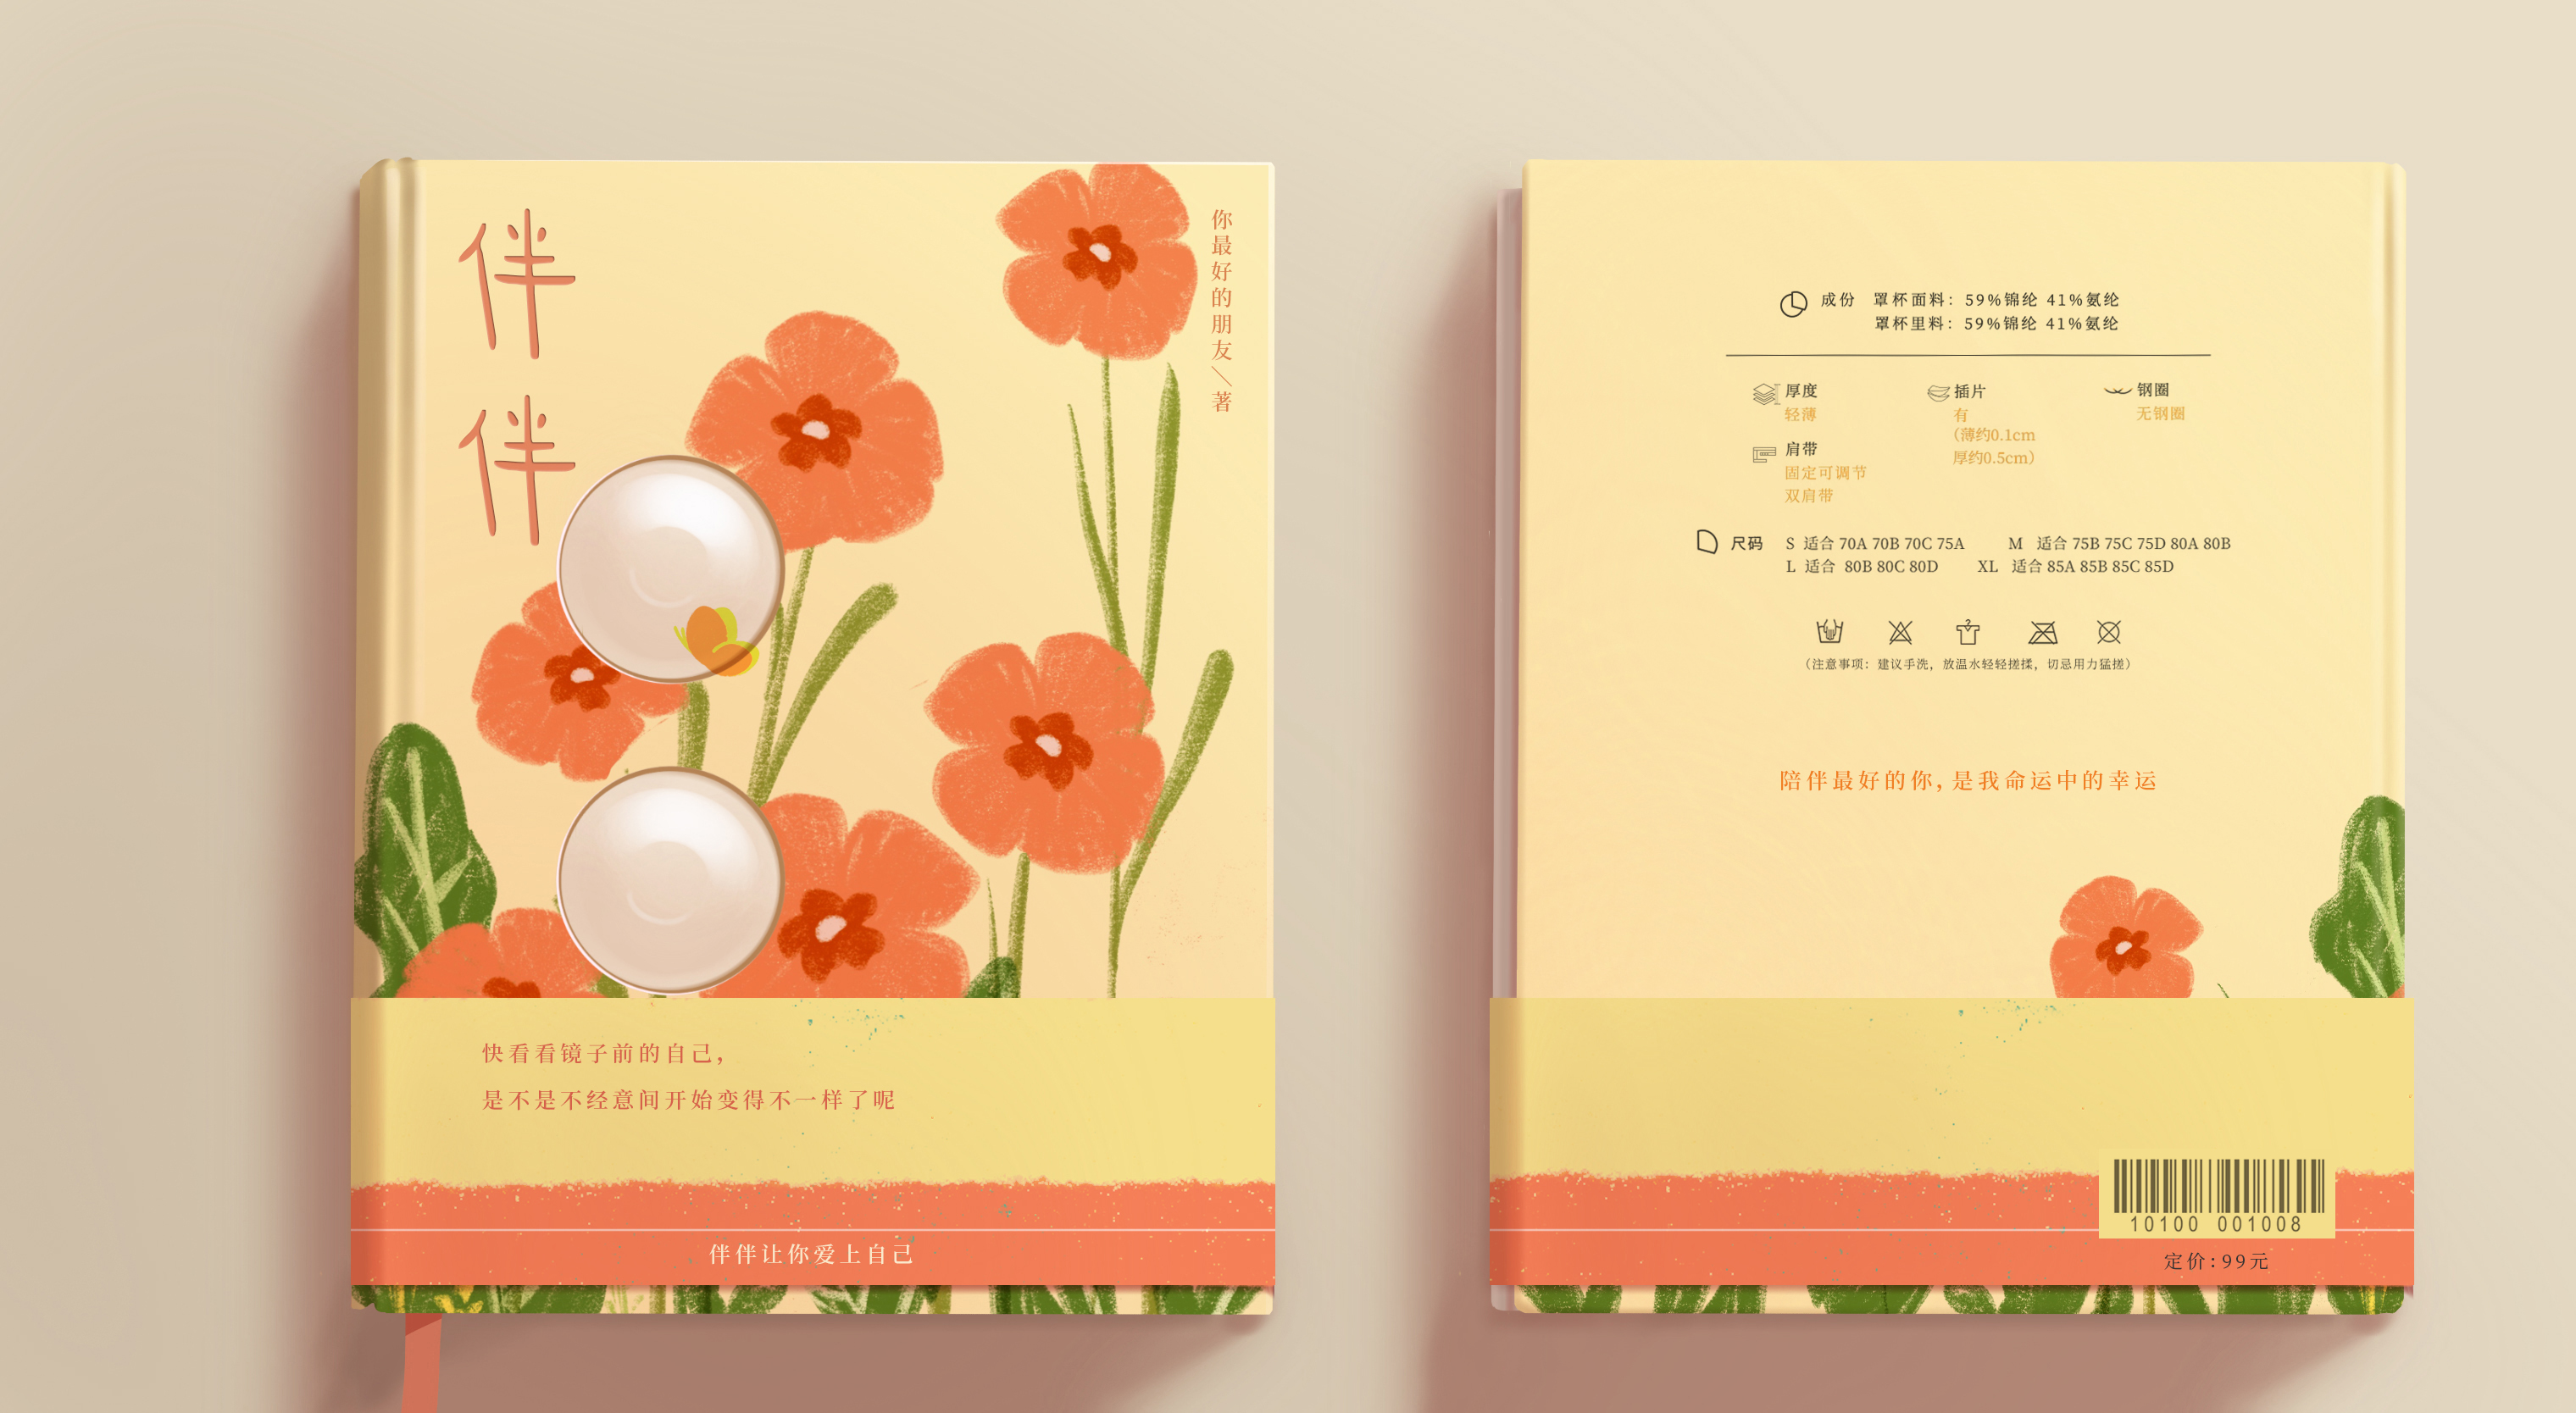 伴伴
你最好的朋友＼著
快看看镜子前的自己，
是不是不经意间开始变得不一样了呢
伴伴让你爱上自己
成份 罩杯面料：59%锦纶 41%氨纶
罩杯里料：59%锦纶 41%氨纶
厚度
轻薄
插片
有
（薄约0.1cm
厚约0.5cm）
钢圈
无钢圈
肩带
固定可调节
双肩带
尺码 S 适合 70A 70B 70C 75A M 适合 75B 75C 75D 80A 80B
L 适合 80B 80C 80D XL 适合 85A 85B 85C 85D
（注意事项：建议手洗，放温水轻轻搓揉，切忌用力猛搓）
陪伴最好的你，是我命运中的幸运
10100 001008
定价：99元